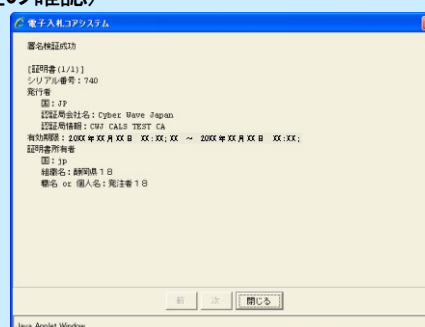 の確認)
電子入札コアシステム
署名検証成功
[証明書(1/1)]
シリアル番号：740
発行者
国：JP
認証局会社名：Cyber Wave Japan
認証局情報：CWJ CALS TEST CA
有効期限：20XX年XX月XX日 XX:XX;XX ～ 20XX年XX月XX日 XX:XX;
証明書所有者
国：jp
組織名：静岡県１８
職名 or 個人名：発注者１８
前 次 閉じる
Java Applet Window